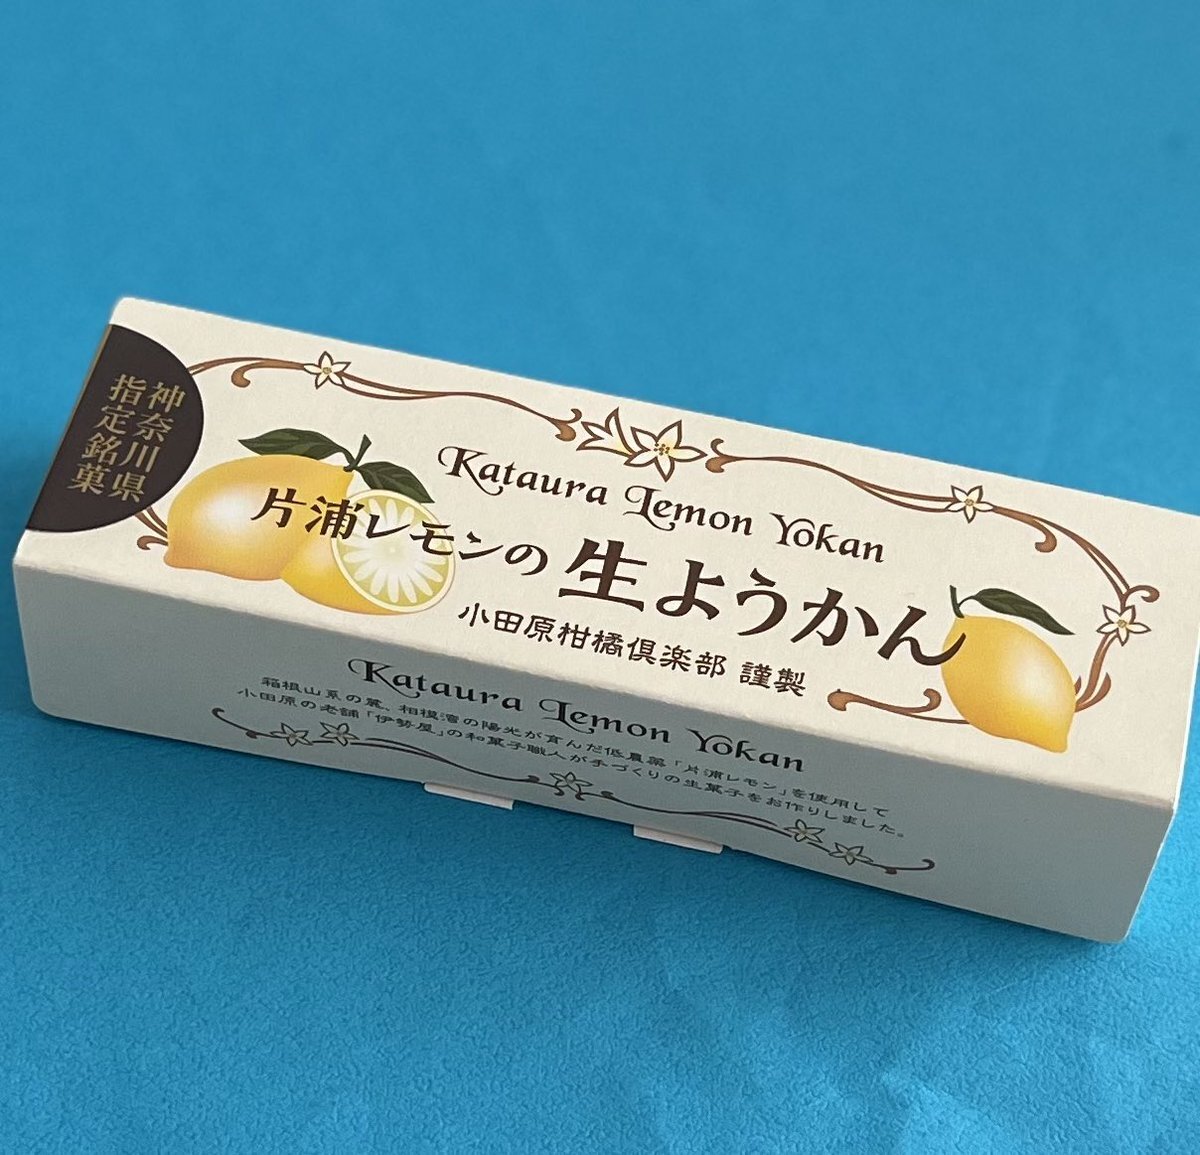 神奈川県
指定銘菓
Kataura Lemon Yokan
片浦レモンの生ようかん
小田原柑橘倶楽部 謹製
Kataura Lemon Yokan
箱根山系の麓、相模湾の陽光が育んだ低農薬「片浦レモン」を使用して
小田原の老舗「伊勢屋」の和菓子職人が手づくりの生菓子をお作りしました。